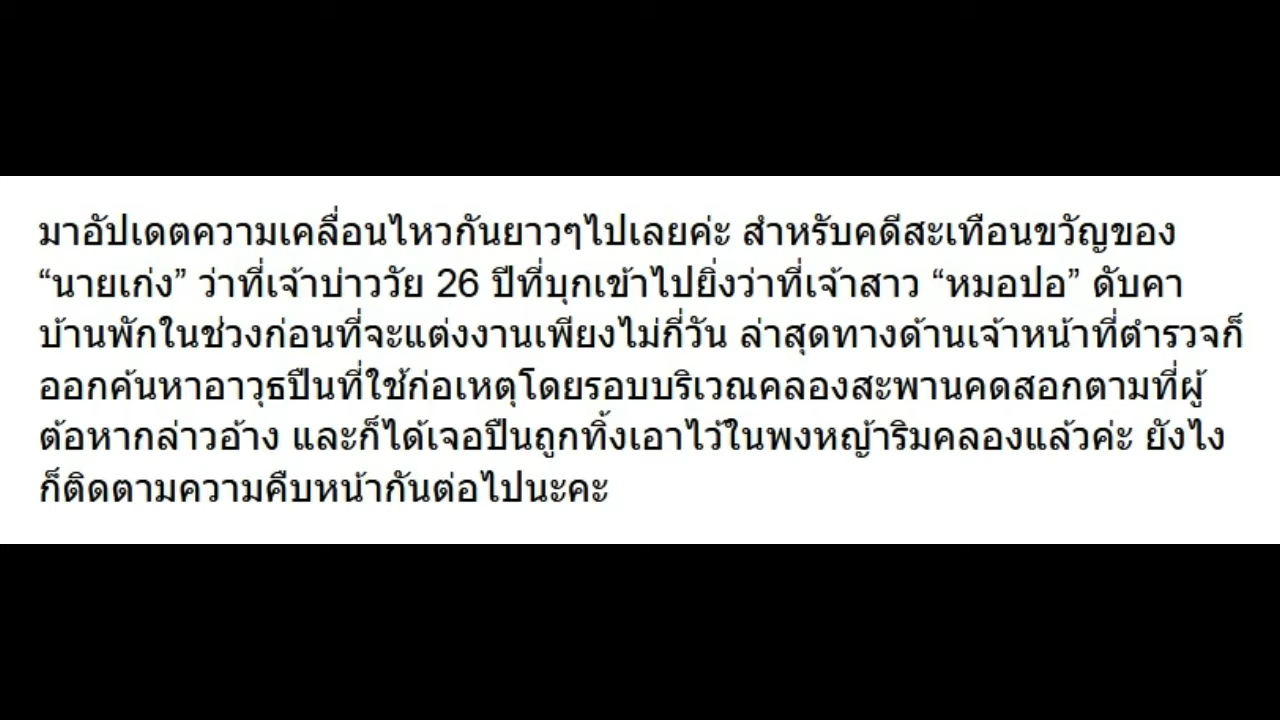 มาอัปเดตความเคลื่อนไหวกันยาวๆไปเลยค่ะ สำหรับคดีสะเทือนขวัญของ
“นายเก่ง” ว่าที่เจ้าบ่าววัย 26 ปีที่บุกเข้าไปยิ่งว่าที่เจ้าสาว “หมอปอ” ดับคา
บ้านพักในช่วงก่อนที่จะแต่งงานเพียงไม่กี่วัน ล่าสุดทางด้านเจ้าหน้าที่ตำรวจก็
ออกค้นหาอาวุธปืนที่ใช้ก่อเหตุโดยรอบบริเวณคลองสะพานคดสอกตามที่ผู้
ต้อหากล่าวอ้าง และก็ได้เจอปืนถูกทิ้งเอาไว้ในพงหญ้าริมคลองแล้วค่ะ ยังไง
ก็ติดตามความคืบหน้ากันต่อไปนะคะ